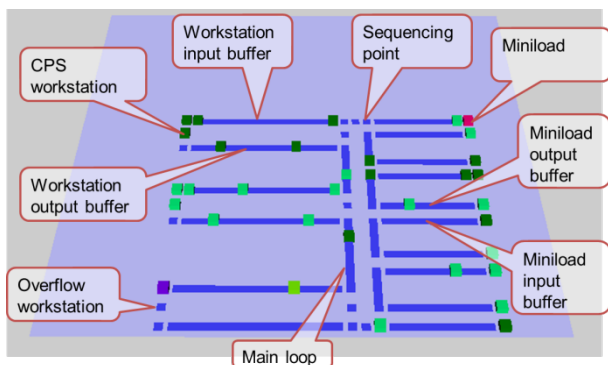 Workstation
input buffer
Sequencing
point
Miniload
CPS
workstation
Miniload
output
buffer
Workstation
output buffer
Miniload
input
buffer
Overflow
workstation
Main loop